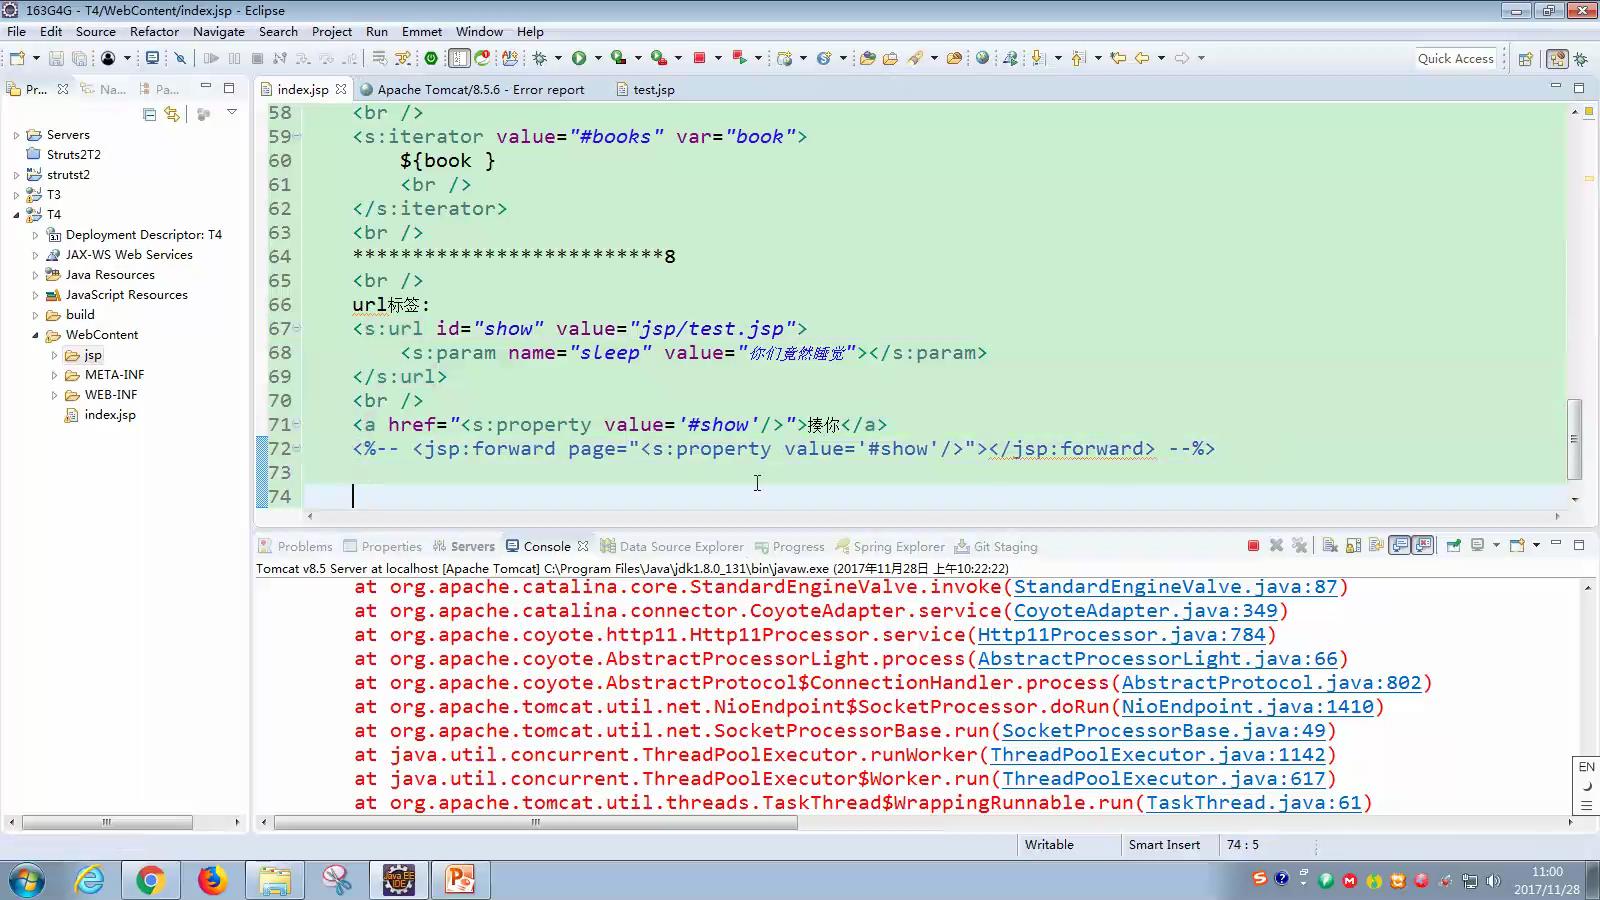 163G4G - T4/WebContent/index.jsp - Eclipse
File Edit Source Refactor Navigate Search Project Run Emmet Window Help
Quick Access
Pr... Na... Pa...
index.jsp Apache Tomcat/8.5.6 - Error report test.jsp
Servers
Struts2T2
strutst2
T3
T4
Deployment Descriptor: T4
JAX-WS Web Services
Java Resources
JavaScript Resources
build
WebContent
jsp
META-INF
WEB-INF
index.jsp
58 <br />
59 <s:iterator value="#books" var="book">
60 ${book }
61 <br />
62 </s:iterator>
63 <br />
64 **************************8
65 <br />
66 url标签:
67 <s:url id="show" value="jsp/test.jsp">
68 <s:param name="sleep" value="你们竟然睡觉"></s:param>
69 </s:url>
70 <br />
71 <a href="<s:property value='#show'/>">揍你</a>
72 <%-- <jsp:forward page="<s:property value='#show'/>"></jsp:forward> --%>
73
74
Problems Properties Servers Console Data Source Explorer Progress Spring Explorer Git Staging
Tomcat v8.5 Server at localhost [Apache Tomcat] C:\Program Files\Java\jdk1.8.0_131\bin\javaw.exe (2017年11月28日 上午10:22:22)
at org.apache.catalina.core.StandardEngineValve.invoke(StandardEngineValve.java:87)
at org.apache.catalina.connector.CoyoteAdapter.service(CoyoteAdapter.java:349)
at org.apache.coyote.http11.Http11Processor.service(Http11Processor.java:784)
at org.apache.coyote.AbstractProcessorLight.process(AbstractProcessorLight.java:66)
at org.apache.coyote.AbstractProtocol$ConnectionHandler.process(AbstractProtocol.java:802)
at org.apache.tomcat.util.net.NioEndpoint$SocketProcessor.doRun(NioEndpoint.java:1410)
at org.apache.tomcat.util.net.SocketProcessorBase.run(SocketProcessorBase.java:49)
at java.util.concurrent.ThreadPoolExecutor.runWorker(ThreadPoolExecutor.java:1142)
at java.util.concurrent.ThreadPoolExecutor$Worker.run(ThreadPoolExecutor.java:617)
at org.apache.tomcat.util.threads.TaskThread$WrappingRunnable.run(TaskThread.java:61)
EN
Writable Smart Insert 74 : 5
Java EE
IDE
11:00
2017/11/28